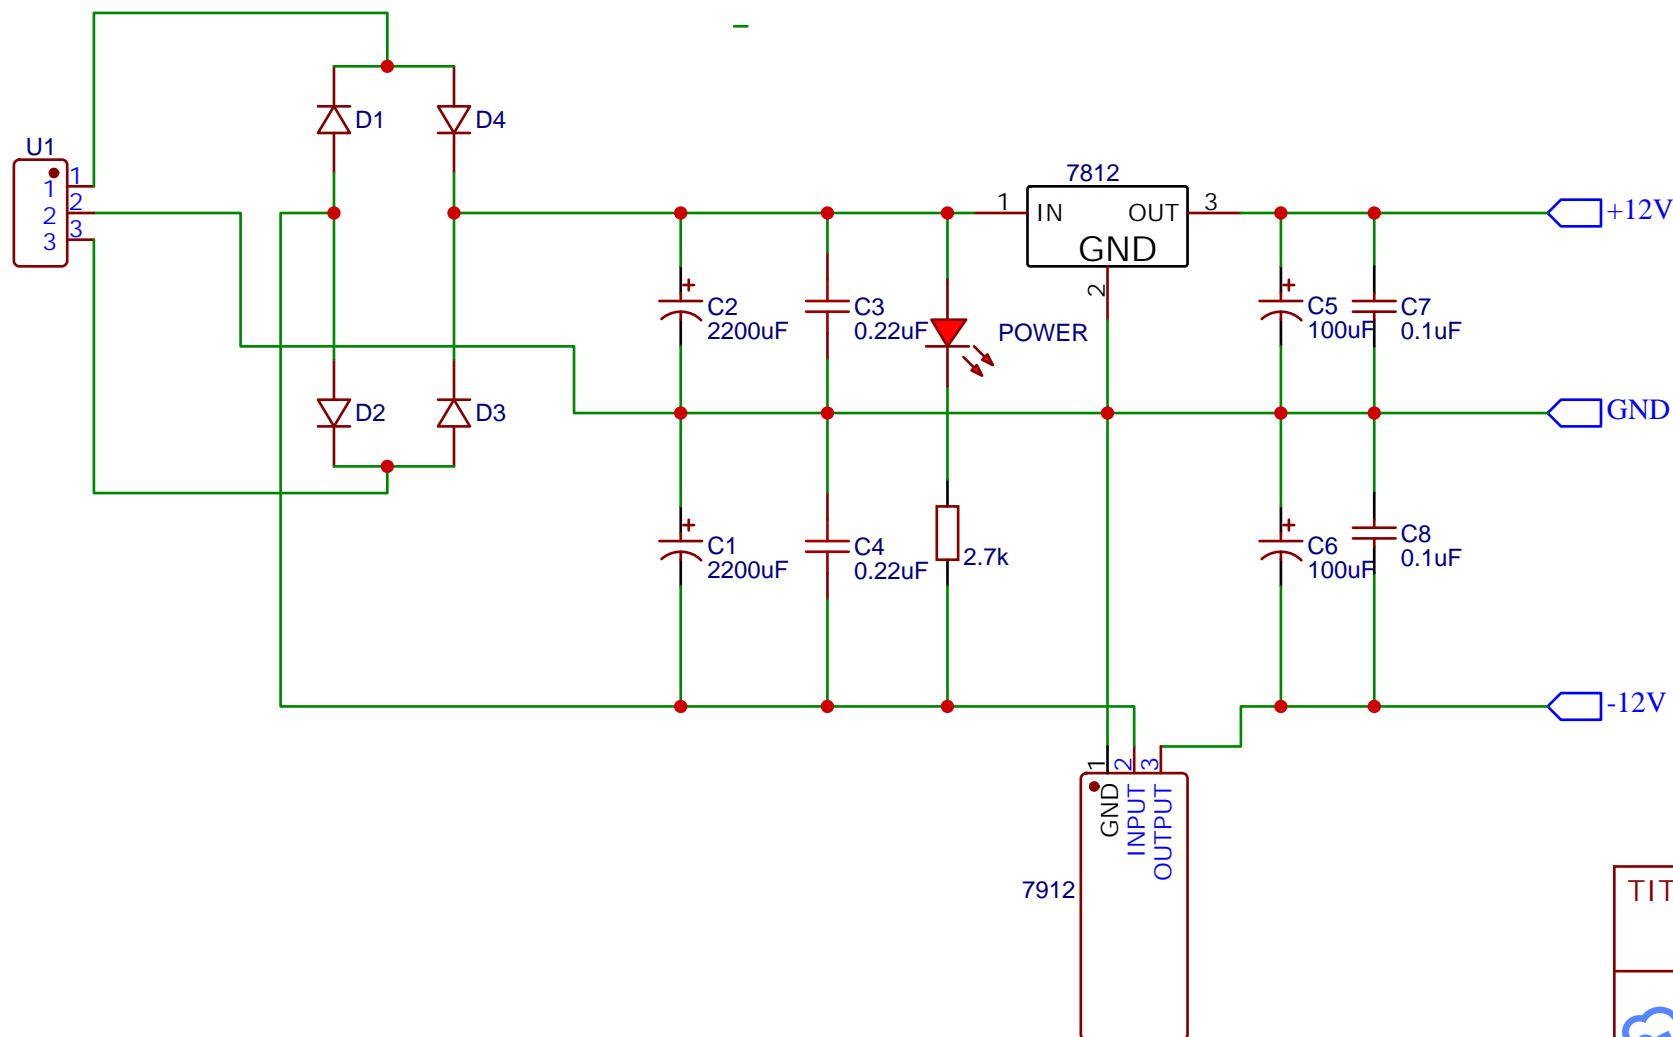 U1
1
2
3
1
2
3
D1
D4
D2
D3
7812
1
IN
OUT
3
GND
2
+12V
+
C2
2200uF
C3
0.22uF
POWER
+
C5
100uF
C7
0.1uF
GND
+
C1
2200uF
C4
0.22uF
2.7k
+
C6
100uF
C8
0.1uF
-12V
1
2
3
GND
INPUT
OUTPUT
7912
TIT